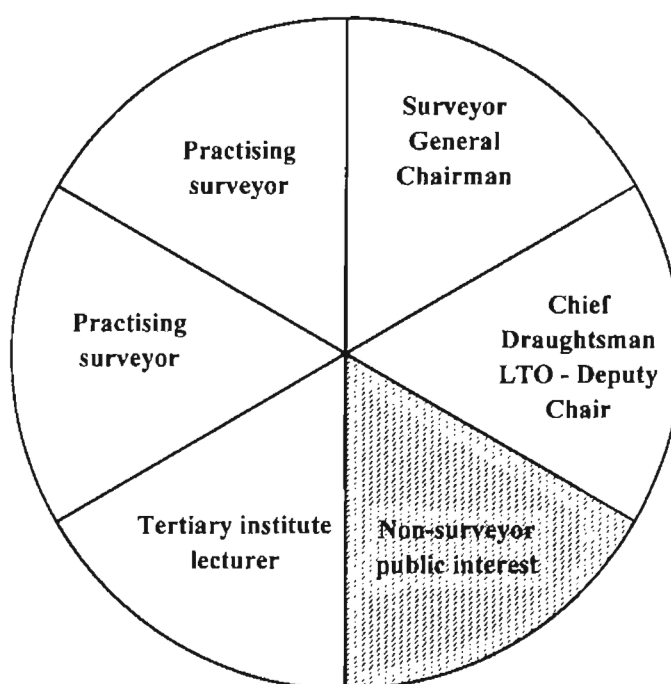 Surveyor
General
Chairman
Practising
surveyor
Chief
Draughtsman
LTO - Deputy
Chair
Practising
surveyor
Tertiary institute
lecturer
Non-surveyor
public interest